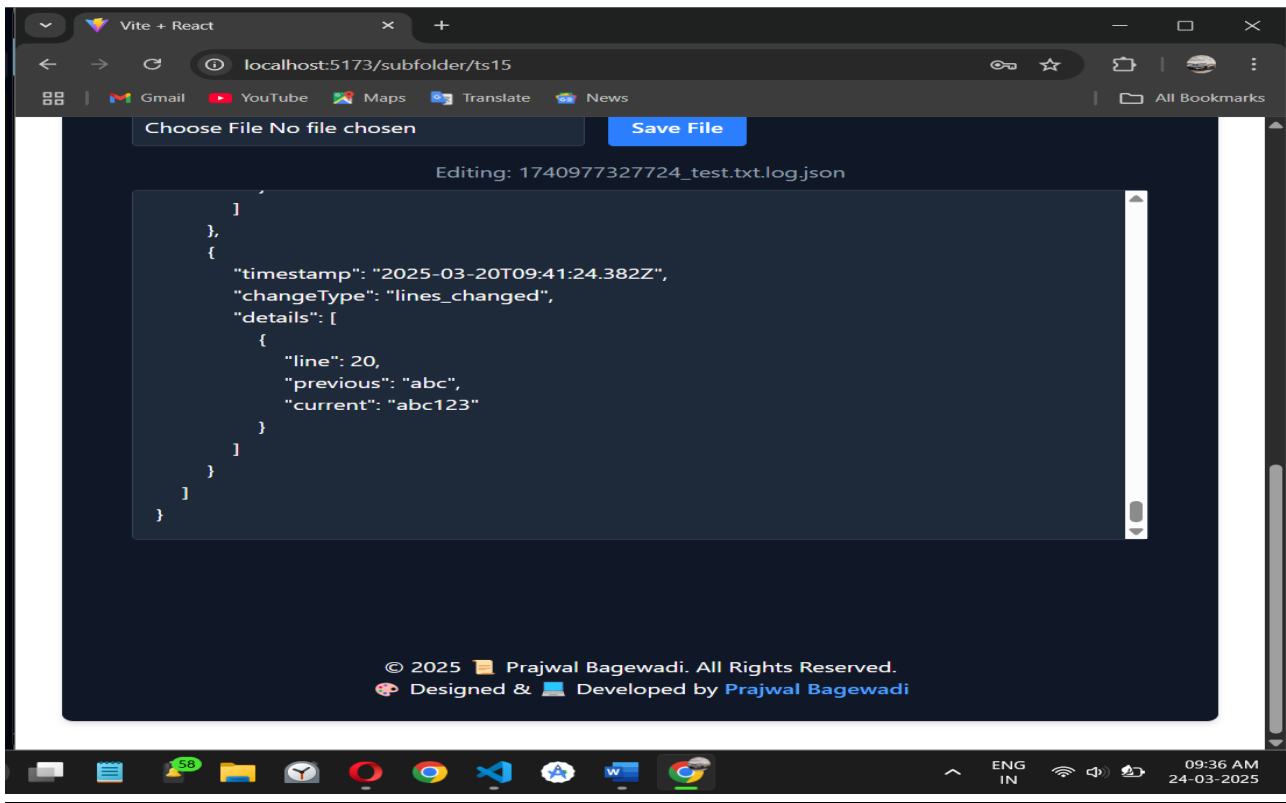 Vite + React
localhost:5173/subfolder/ts15
Gmail YouTube Maps Translate News All Bookmarks
Choose File No file chosen Save File
Editing: 1740977327724_test.txt.log.json
]
},
{
"timestamp": "2025-03-20T09:41:24.382Z",
"changeType": "lines_changed",
"details": [
{
"line": 20,
"previous": "abc",
"current": "abc123"
}
]
}
]
}
© 2025 📜 Prajwal Bagewadi. All Rights Reserved.
🎨 Designed & 💻 Developed by Prajwal Bagewadi
58
ENG 09:36 AM
IN 24-03-2025